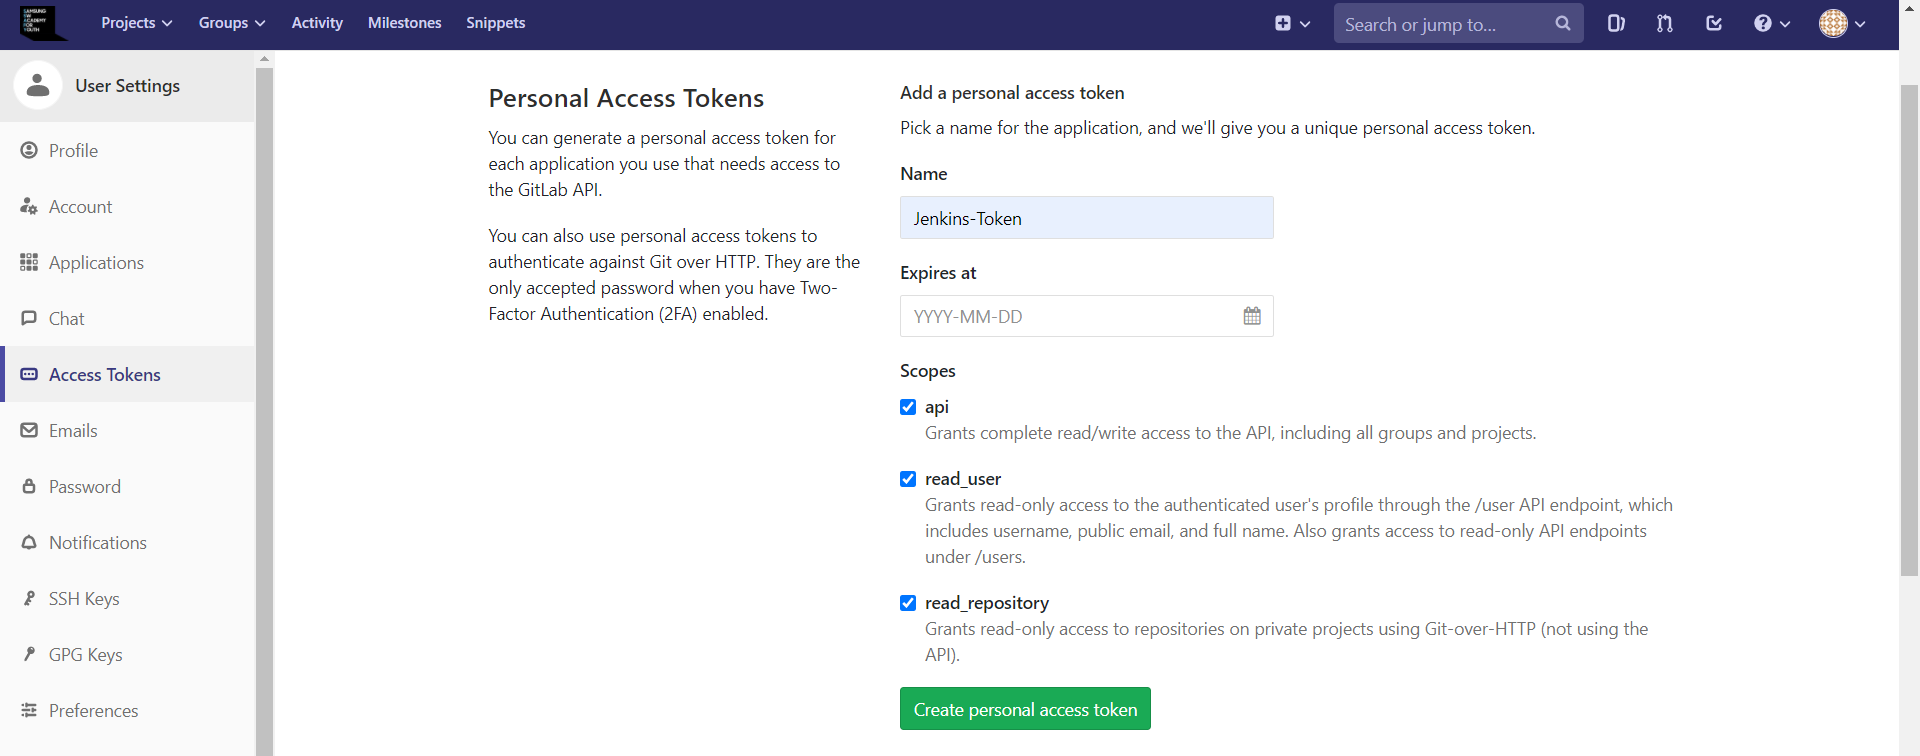 SAMSUNG
SW
ACADEMY
FOR
YOUTH
Projects
Groups
Activity
Milestones
Snippets
Search or jump to...
User Settings
Profile
Account
Applications
Chat
Access Tokens
Emails
Password
Notifications
SSH Keys
GPG Keys
Preferences
Personal Access Tokens
You can generate a personal access token for
each application you use that needs access to
the GitLab API.
You can also use personal access tokens to
authenticate against Git over HTTP. They are the
only accepted password when you have Two-
Factor Authentication (2FA) enabled.
Add a personal access token
Pick a name for the application, and we'll give you a unique personal access token.
Name
Jenkins-Token
Expires at
YYYY-MM-DD
Scopes
api
Grants complete read/write access to the API, including all groups and projects.
read_user
Grants read-only access to the authenticated user's profile through the /user API endpoint, which
includes username, public email, and full name. Also grants access to read-only API endpoints
under /users.
read_repository
Grants read-only access to repositories on private projects using Git-over-HTTP (not using the
API).
Create personal access token